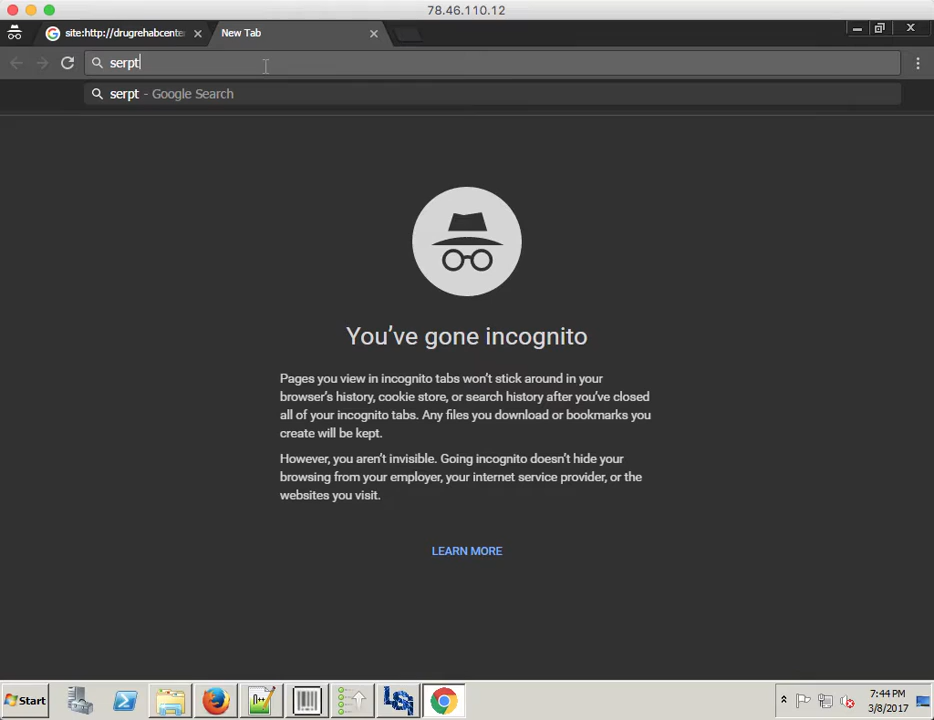 78.46.110.12
site:http://drugrehabcente
New Tab
serpt
serpt - Google Search
You've gone incognito
Pages you view in incognito tabs won't stick around in your
browser's history, cookie store, or search history after you've closed
all of your incognito tabs. Any files you download or bookmarks you
create will be kept.
However, you aren't invisible. Going incognito doesn't hide your
browsing from your employer, your internet service provider, or the
websites you visit.
LEARN MORE
Start
7:44 PM
3/8/2017